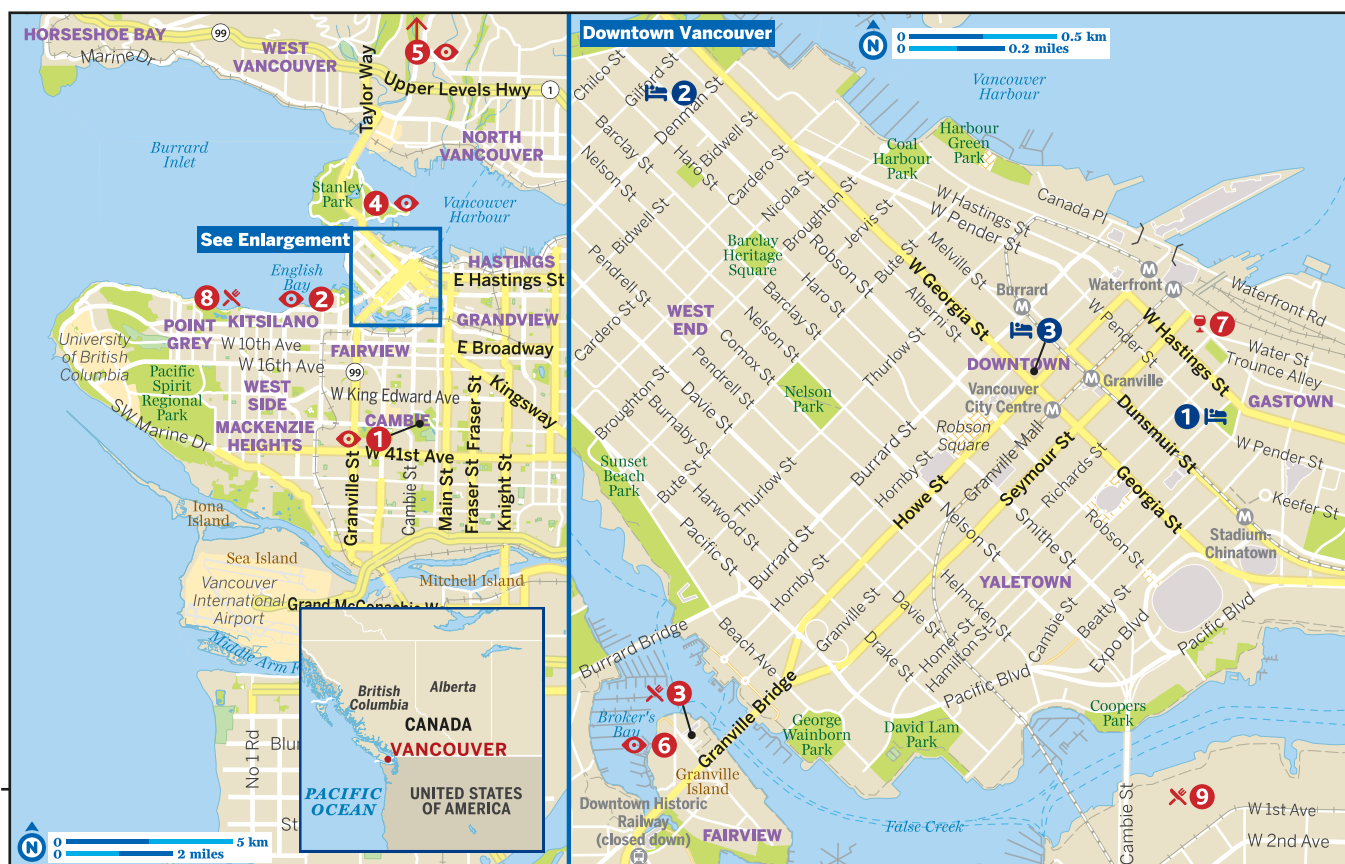 HORSESHOE BAY
99
Marine Dr
WEST
VANCOUVER
5
Taylor Way
Upper Levels Hwy
1
Burrard
Inlet
NORTH
VANCOUVER
Stanley
Park
4
Vancouver
Harbour
See Enlargement
English
Bay
HASTINGS
E Hastings St
8
2
POINT
GREY
KITSILANO
GRANDVIEW
W 10th Ave
FAIRVIEW
E Broadway
University
of British
Columbia
W 16th Ave
99
Pacific
Spirit
Regional
Park
WEST
SIDE
W King Edward Ave
Kingsway
MACKENZIE
HEIGHTS
CAMBIE
1
SW Marine Dr
W 41st Ave
Granville St
Cambie St
Main St
Fraser St
Fraser St
Knight St
Iona
Island
Sea Island
Vancouver
International
Airport
Mitchell Island
Grand McConachie W
Middle Arm F
No 1 Rd
Blu
St
British
Columbia
Alberta
CANADA
VANCOUVER
PACIFIC
OCEAN
UNITED STATES
OF AMERICA
N
0
5 km
0
2 miles
Downtown Vancouver
N
0
0.5 km
0
0.2 miles
Vancouver
Harbour
Chilco St
Gilford St
2
Denman St
Barclay St
Haro St
Bidwell St
Nelson St
Cardero St
Nicola St
Bidwell St
Broughton St
Coal
Harbour
Park
Harbour
Green
Park
Canada Pl
W Hastings St
W Pender St
Jervis St
Robson St
Bute St
Melville St
Pendrell St
Barclay
Heritage
Square
W Georgia St
Alberni St
Burrard
M
Waterfront
M
M
Waterfront Rd
Cardero St
WEST
END
Haro St
Barclay St
Nelson St
Comox St
Pendrell St
Thurlow St
3
DOWNTOWN
W Pender St
W Hastings St
7
Water St
Trounce Alley
GASTOWN
Vancouver
City Centre
M
M
Granville
Dunsmuir St
1
W Pender St
Keefer St
Broughton St
Davie St
Burnaby St
Nelson
Park
Robson
Square
Granville Mall
Burrard St
Hornby St
Howe St
Seymour St
Richards St
Georgia St
M
Stadium-
Chinatown
Sunset
Beach
Park
Bute St
Harwood St
Thurlow St
Pacific St
Burrard St
Hornby St
Nelson St
Smithe St
Robson St
YALETOWN
Helmcken St
Davie St
Homer St
Hamilton St
Cambie St
Beatty St
Expo Blvd
Pacific Blvd
Granville St
Drake St
Pacific Blvd
Burrard Bridge
Beach Ave
Granville Bridge
3
Broker's
Bay
6
Granville
Island
George
Wainborn
Park
David Lam
Park
Coopers
Park
Downtown Historic
Railway
(closed down)
FAIRVIEW
False Creek
Cambie St
9
W 1st Ave
W 2nd Ave